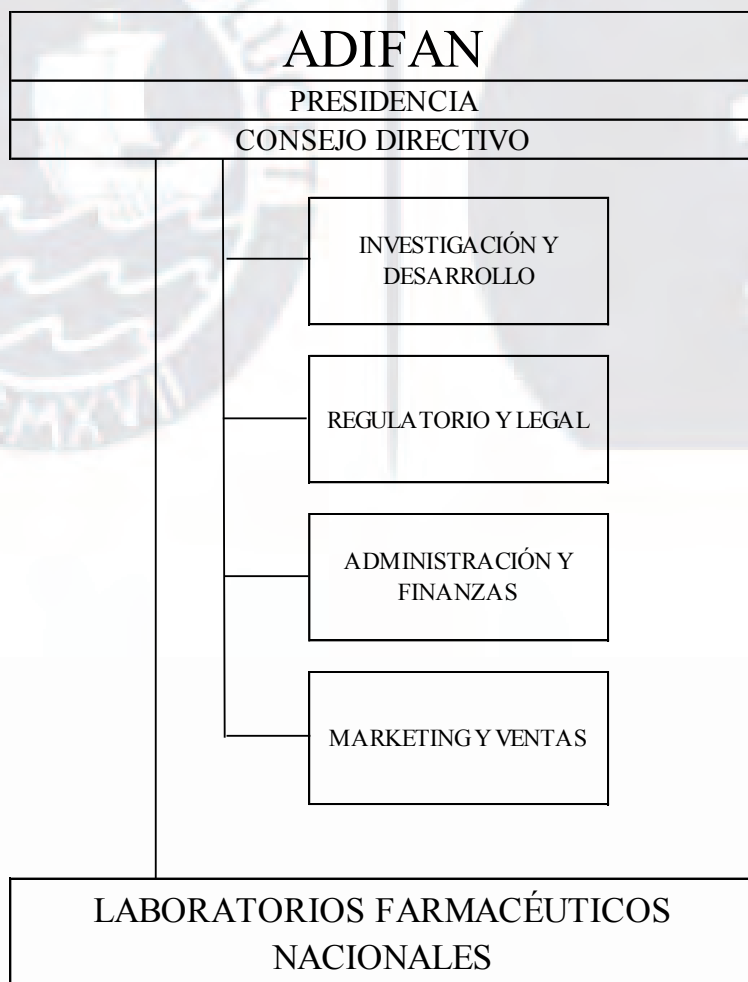 ADIFAN
PRESIDENCIA
CONSEJO DIRECTIVO
INVESTIGACIÓN Y
DESARROLLO
REGULATORIO Y LEGAL
ADMINISTRACIÓN Y
FINANZAS
MARKETING Y VENTAS
LABORATORIOS FARMACÉUTICOS
NACIONALES